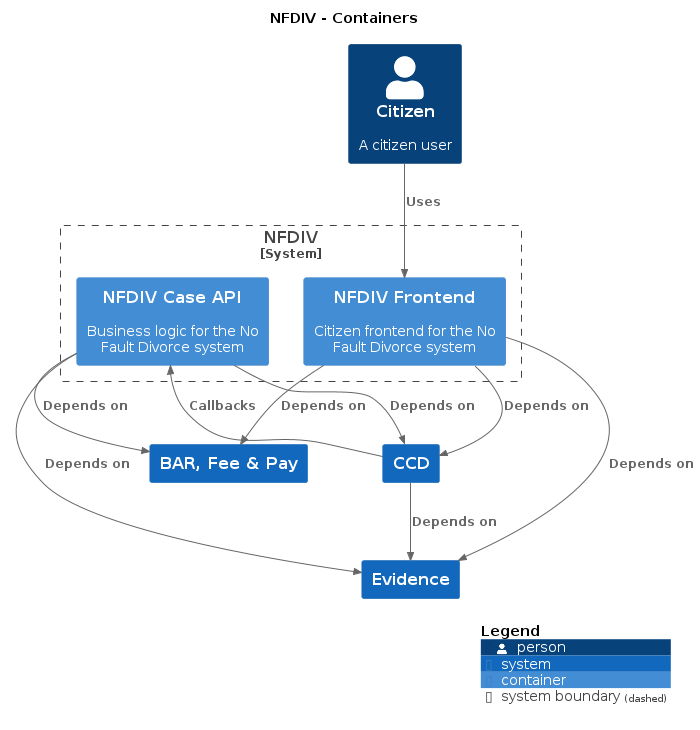 NFDIV - Containers
Citizen
A citizen user
Uses
NFDIV
[System]
NFDIV Case API
Business logic for the No
Fault Divorce system
NFDIV Frontend
Citizen frontend for the No
Fault Divorce system
Depends on
Callbacks
Depends on
Depends on
Depends on
BAR, Fee & Pay
CCD
Depends on
Depends on
Depends on
Evidence
Legend
person
system
container
system boundary (dashed)